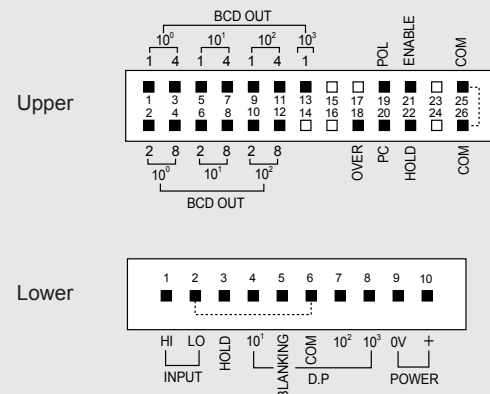 BCD OUT
10⁰ 10¹ 10² 10³
1 4 1 4 1 4 1 POL ENABLE COM
Upper
1 3 5 7 9 11 13 15 17 19 21 23 25
2 4 6 8 10 12 14 16 18 20 22 24 26
2 8 2 8 2 8 OVER PC HOLD COM
10⁰ 10¹ 10²
BCD OUT
Lower
1 2 3 4 5 6 7 8 9 10
HI LO HOLD 10¹ BLANKING COM 10² 10³ 0V +
INPUT D.P POWER